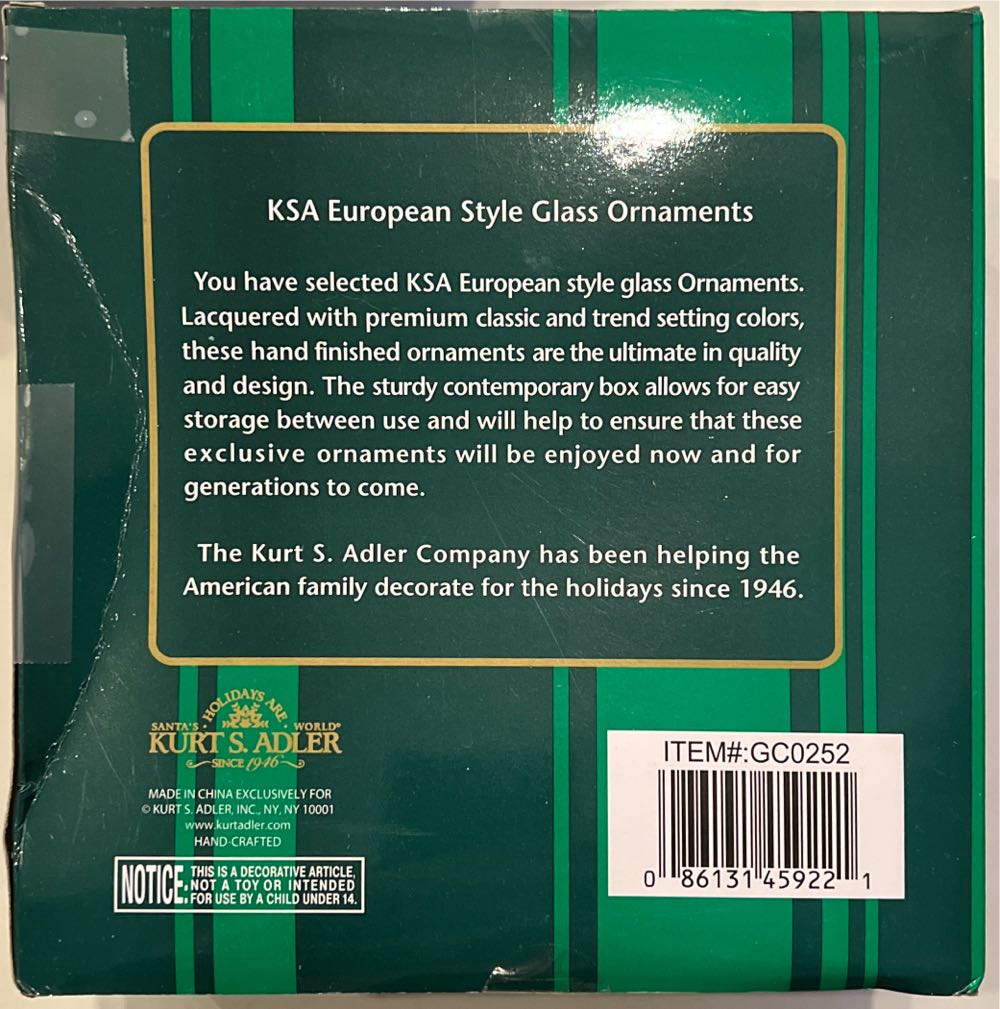 KSA European Style Glass Ornaments
You have selected KSA European style glass Ornaments.
Lacquered with premium classic and trend setting colors,
these hand finished ornaments are the ultimate in quality
and design. The sturdy contemporary box allows for easy
storage between use and will help to ensure that these
exclusive ornaments will be enjoyed now and for
generations to come.
The Kurt S. Adler Company has been helping the
American family decorate for the holidays since 1946.
SANTA'S · HOLIDAYS ARE · WORLD®
KURT S. ADLER
SINCE 1946
MADE IN CHINA EXCLUSIVELY FOR
© KURT S. ADLER, INC., NY, NY 10001
www.kurtadler.com
HAND-CRAFTED
NOTICE: THIS IS A DECORATIVE ARTICLE,
NOT A TOY OR INTENDED
FOR USE BY A CHILD UNDER 14.
ITEM#:GC0252
0 86131 45922 1